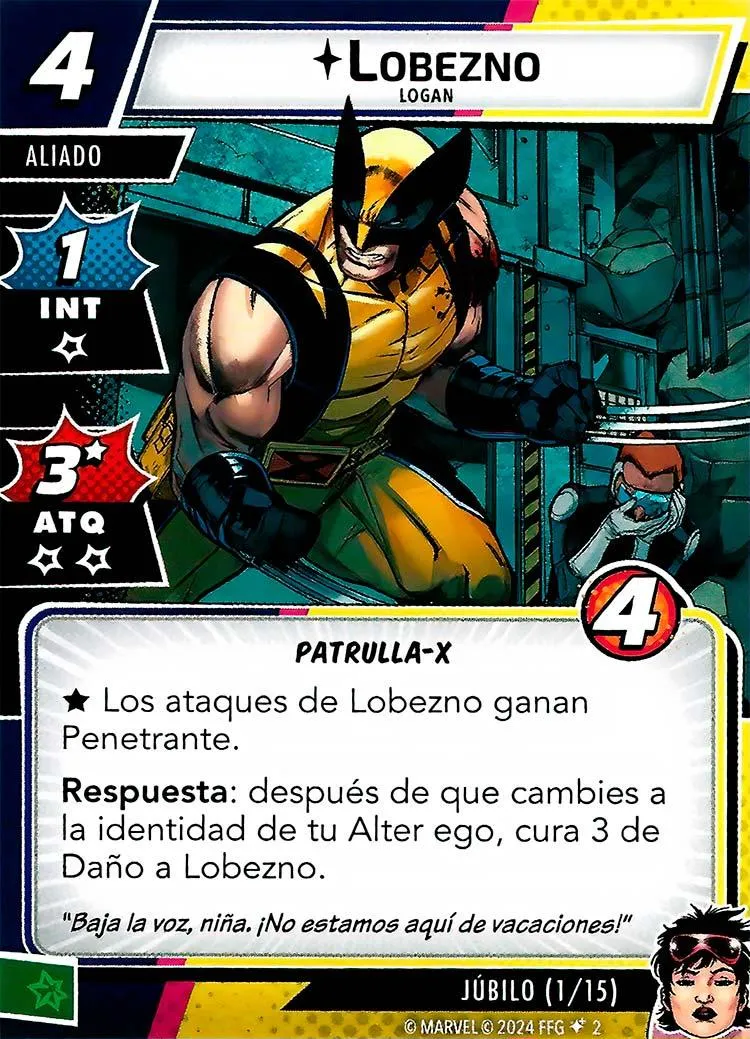 4
LOBEZNO
LOGAN
ALIADO
1
INT
3
ATQ
4
PATRULLA-X
★ Los ataques de Lobezno ganan
Penetrante.
Respuesta: después de que cambies a
la identidad de tu Alter ego, cura 3 de
Daño a Lobezno.
"Baja la voz, niña. ¡No estamos aquí de vacaciones!"
JÚBILO (1/15)
© MARVEL © 2024 FFG 2